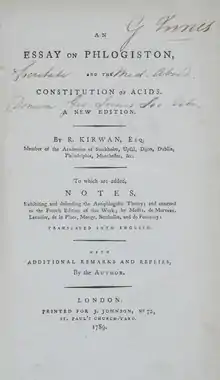 AN
ESSAY ON PHLOGISTON,
AND THE
CONSTITUTION OF ACIDS.
A NEW EDITION.
By R. KIRWAN, Esq;
Member of the Academies of Stockholm, Upsal, Dijon, Dublin,
Philadelphia, Manchester, &c.
To which are added,
NOTES,
Exhibiting and defending the Antiphlogistic Theory; and annexed
to the French Edition of this Work; by Messrs. de Morveau,
Lavoisier, de la Place, Monge, Berthollet, and de Fourcroy:
TRANSLATED INTO ENGLISH.
WITH
ADDITIONAL REMARKS AND REPLIES,
By the AUTHOR.
LONDON:
PRINTED FOR J. JOHNSON, No 72,
ST. PAUL'S CHURCH-YARD.
1789.